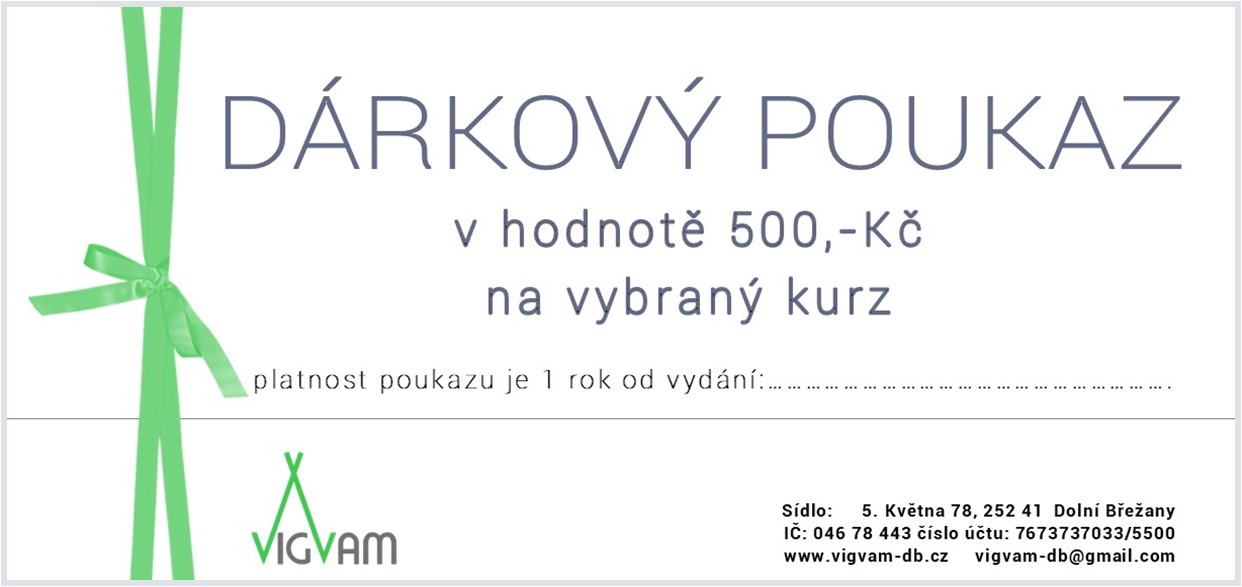 DÁRKOVÝ POUKAZ
v hodnotě 500,-Kč
na vybraný kurz
platnost poukazu je 1 rok od vydání:……………………………………………….
VIGVAM
Sídlo: 5. Května 78, 252 41 Dolní Břežany
IČ: 046 78 443 číslo účtu: 7673737033/5500
www.vigvam-db.cz vigvam-db@gmail.com